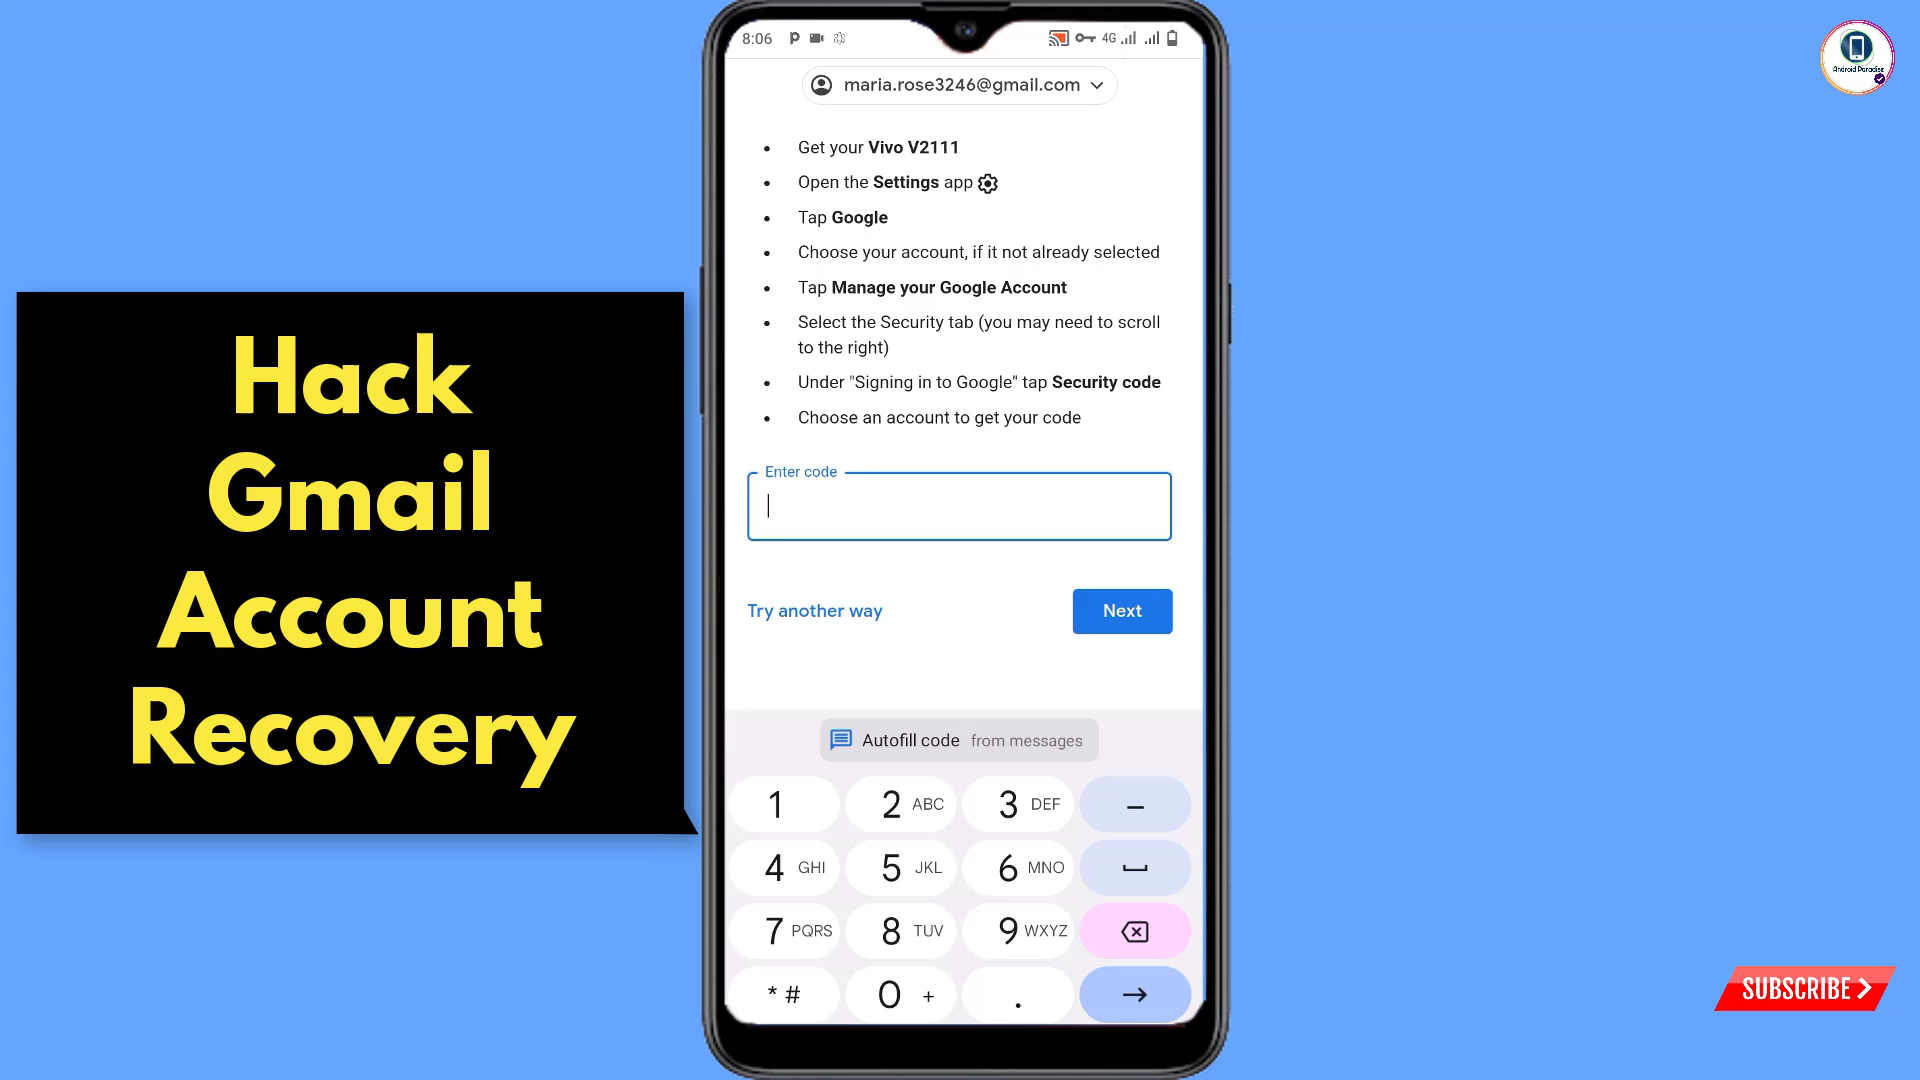 8:06
4G
maria.rose3246@gmail.com
Get your Vivo V2111
Open the Settings app
Tap Google
Choose your account, if it not already selected
Tap Manage your Google Account
Select the Security tab (you may need to scroll
to the right)
Under "Signing in to Google" tap Security code
Choose an account to get your code
Enter code
Try another way
Next
Autofill code from messages
1
2 ABC
3 DEF
–
4 GHI
5 JKL
6 MNO
7 PQRS
8 TUV
9 WXYZ
* #
0 +
.
Hack
Gmail
Account
Recovery
Android Paradise
SUBSCRIBE